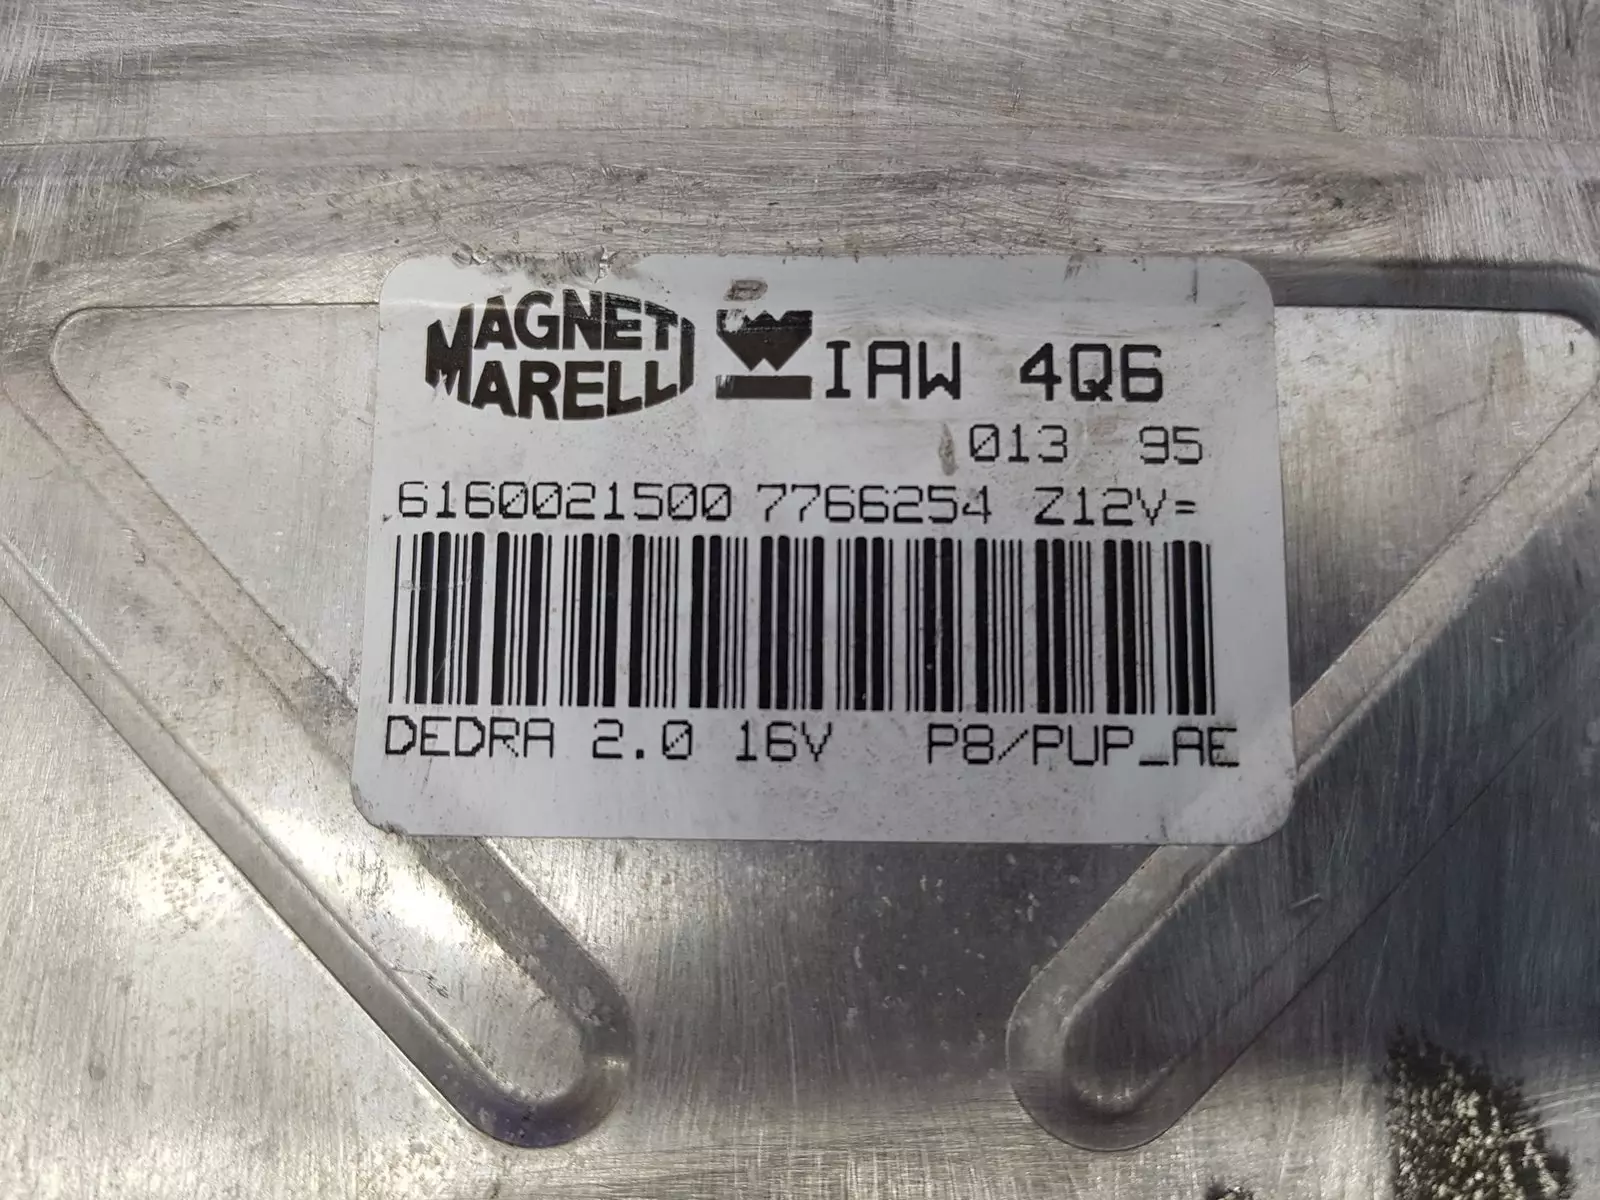 MAGNETI
MARELLI
IAW 4Q6
013 95
6160021500 7766254 Z12V=
DEDRA 2.0 16V P8/PUP_AE